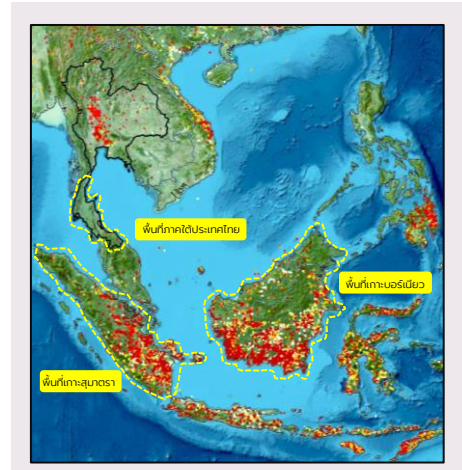 พื้นที่ภาคใต้ประเทศไทย
พื้นที่เกาะบอร์เนียว
พื้นที่เกาะสุมาตรา